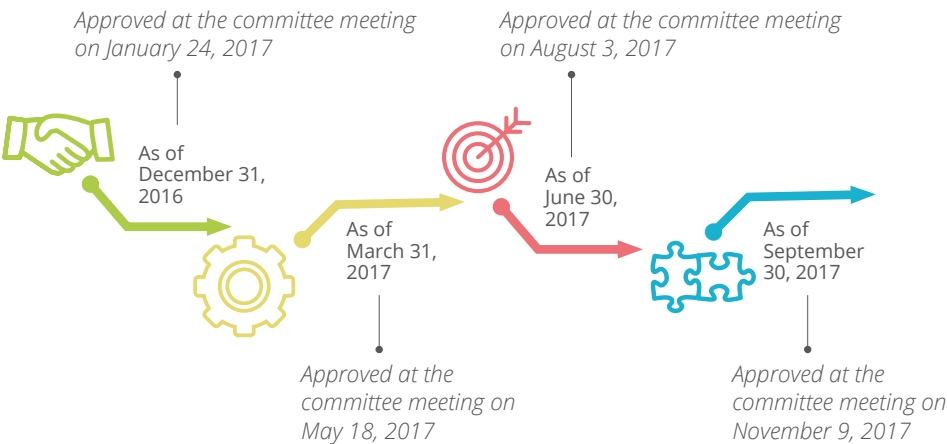 Approved at the committee meeting
on January 24, 2017
As of
December 31,
2016
As of
March 31,
2017
Approved at the
committee meeting on
May 18, 2017
Approved at the committee meeting
on August 3, 2017
As of
June 30,
2017
As of
September
30, 2017
Approved at the
committee meeting on
November 9, 2017